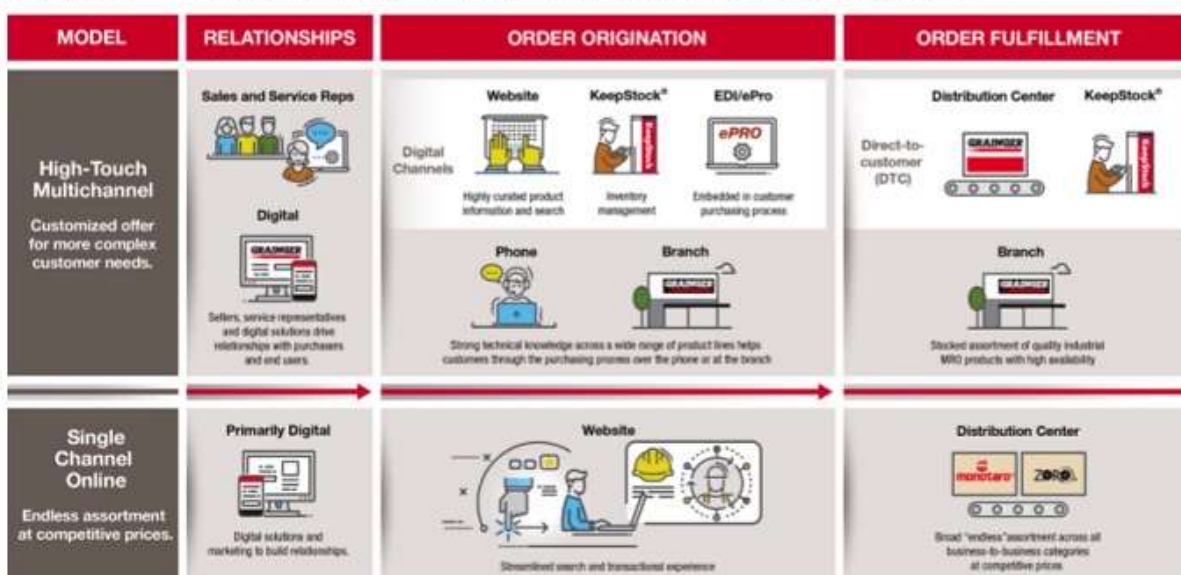 MODEL
RELATIONSHIPS
ORDER ORIGINATION
ORDER FULFILLMENT
High-Touch
Multichannel
Customized offer
for more complex
customer needs.
Sales and Service Reps
Digital
GRAINGER
Sellers, service representatives
and digital solutions drive
relationships with purchasers
and end users.
Digital
Channels
Website
Highly curated product
information and search
KeepStock®
KeepStock
Inventory
management
EDI/ePro
ePRO
Embedded in customer
purchasing process
Phone
Branch
GRAINGER
Strong technical knowledge across a wide range of product lines helps
customers through the purchasing process over the phone or at the branch
Direct-to-
customer
(DTC)
Distribution Center
GRAINGER
KeepStock®
KeepStock
Branch
GRAINGER
Stocked assortment of quality industrial
MRO products with high availability
Single
Channel
Online
Endless assortment
at competitive prices.
Primarily Digital
Digital solutions and
marketing to build relationships.
Website
Streamlined search and transactional experience
Distribution Center
monotaro
ZORO
Broad "endless" assortment across all
business-to-business categories
at competitive prices